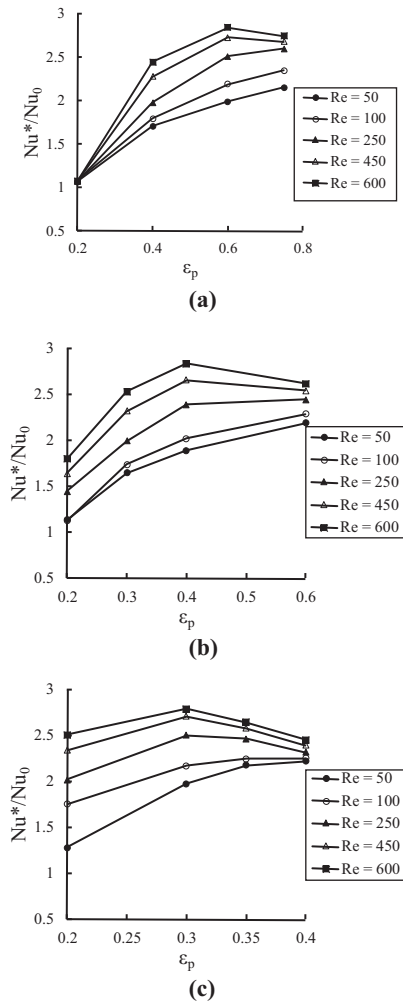 3
2.5
2
1.5
1
0.5
Nu*/Nu0
0.2 0.4 0.6 0.8
εp
Re = 50
Re = 100
Re = 250
Re = 450
Re = 600
(a)
3
2.5
2
1.5
1
0.5
Nu*/Nu0
0.2 0.3 0.4 0.5 0.6
εp
Re = 50
Re = 100
Re = 250
Re = 450
Re = 600
(b)
3
2.5
2
1.5
1
0.5
Nu*/Nu0
0.2 0.25 0.3 0.35 0.4
εp
Re = 50
Re = 100
Re = 250
Re = 450
Re = 600
(c)